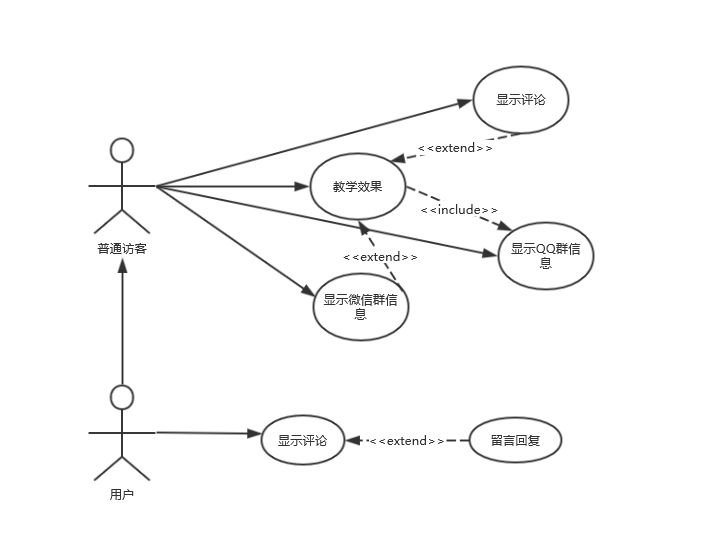 显示评论
<<extend>>
教学效果
<<include>>
普通访客
显示QQ群信
息
<<extend>>
显示微信群信
息
显示评论
<<extend>>
留言回复
用户